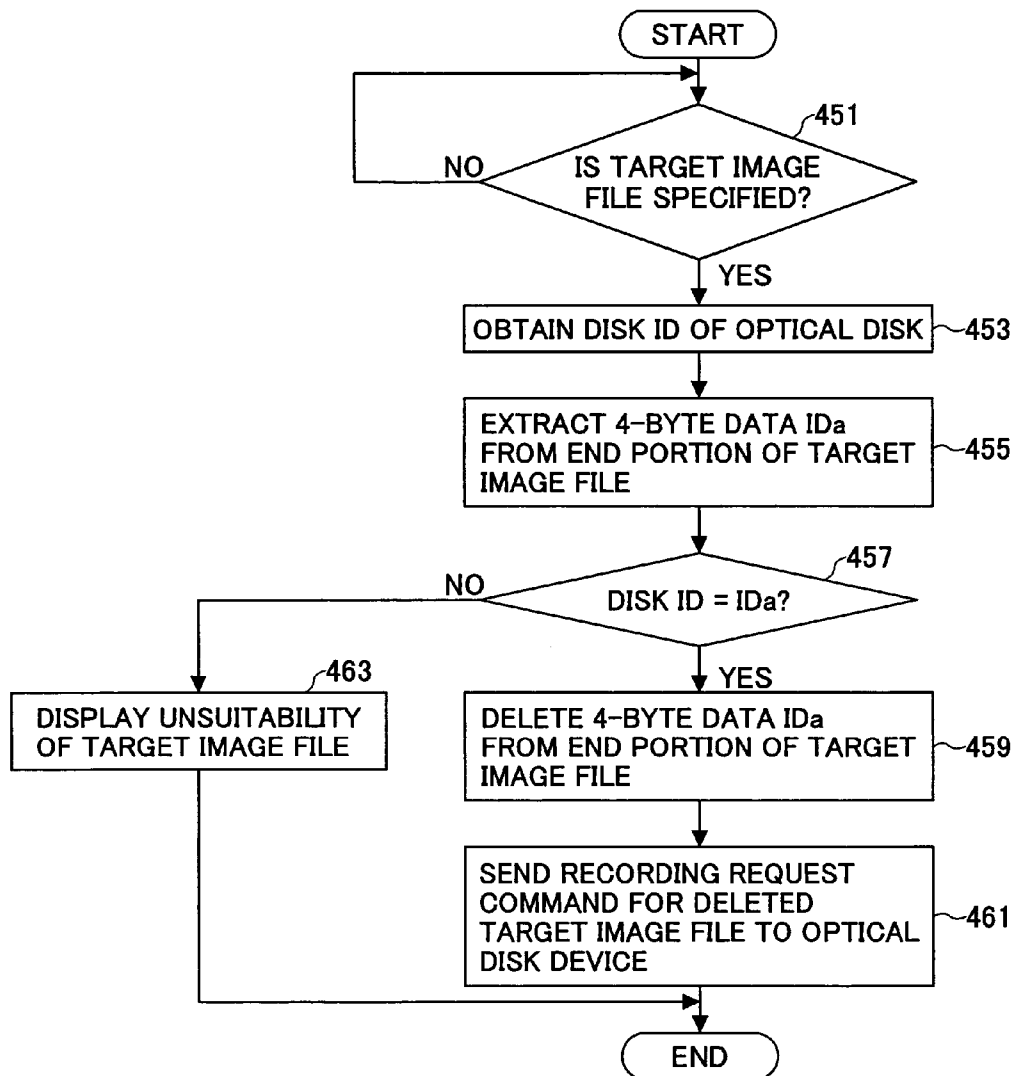 START
451
IS TARGET IMAGE
FILE SPECIFIED?
NO
YES
OBTAIN DISK ID OF OPTICAL DISK
453
EXTRACT 4-BYTE DATA IDa
FROM END PORTION OF TARGET
IMAGE FILE
455
457
DISK ID = IDa?
NO
YES
463
DISPLAY UNSUITABILITY
OF TARGET IMAGE FILE
DELETE 4-BYTE DATA IDa
FROM END PORTION OF TARGET
IMAGE FILE
459
SEND RECORDING REQUEST
COMMAND FOR DELETED
TARGET IMAGE FILE TO OPTICAL
DISK DEVICE
461
END